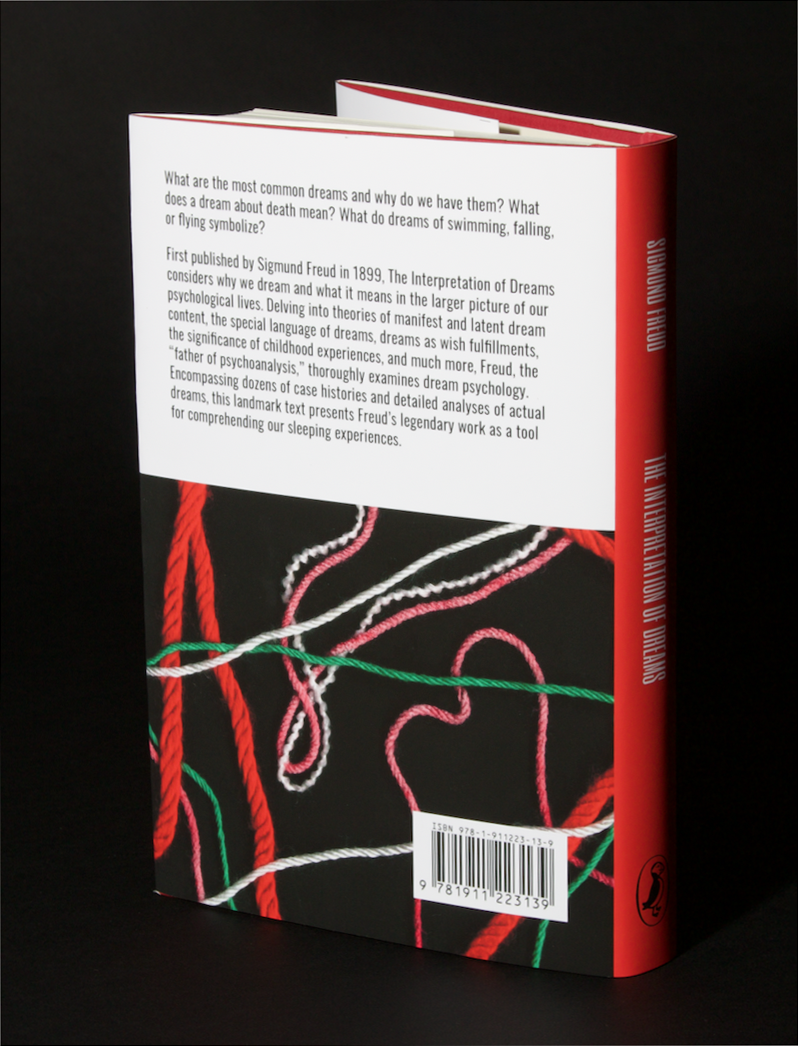 What are the most common dreams and why do we have them? What
does a dream about death mean? What do dreams of swimming, falling,
or flying symbolize?
First published by Sigmund Freud in 1899, The Interpretation of Dreams
considers why we dream and what it means in the larger picture of our
psychological lives. Delving into theories of manifest and latent dream
content, the special language of dreams, dreams as wish fulfillments,
the significance of childhood experiences, and much more, Freud, the
“father of psychoanalysis,” thoroughly examines dream psychology.
Encompassing dozens of case histories and detailed analyses of actual
dreams, this landmark text presents Freud’s legendary work as a tool
for comprehending our sleeping experiences.
ISBN 978-1-911223-13-9
9 781911 223139
SIGMUND FREUD
THE INTERPRETATION OF DREAMS